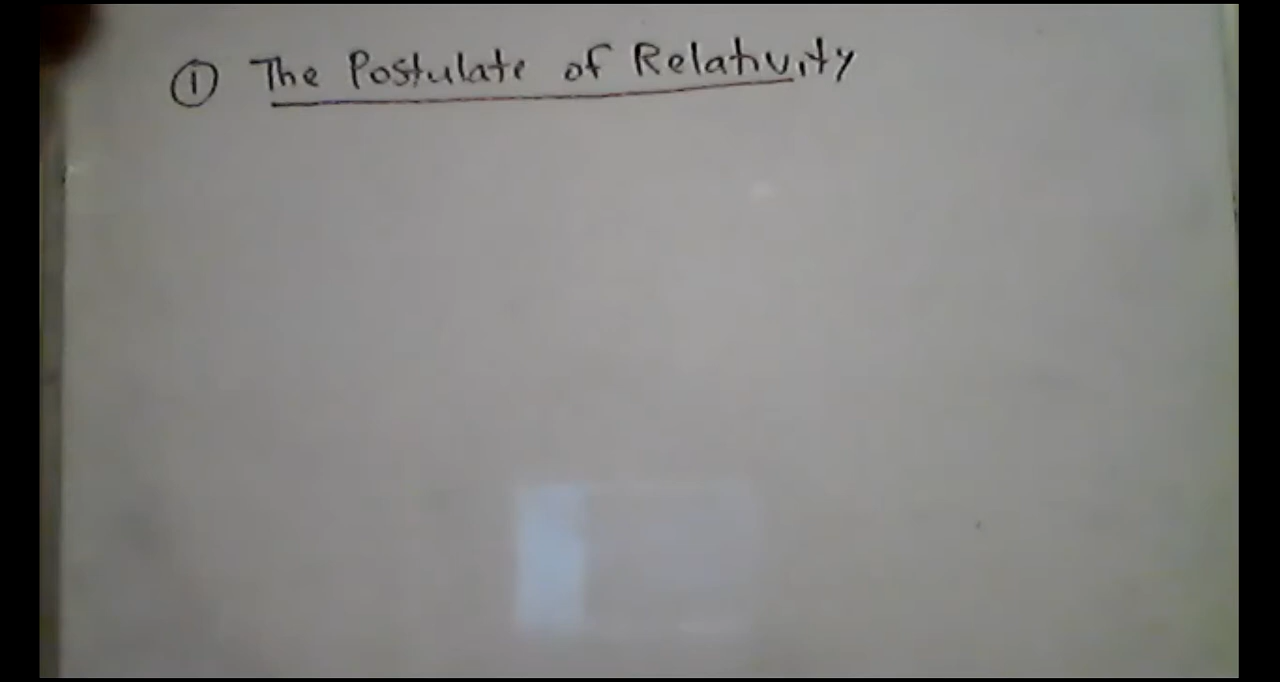 ① The Postulate of Relativity